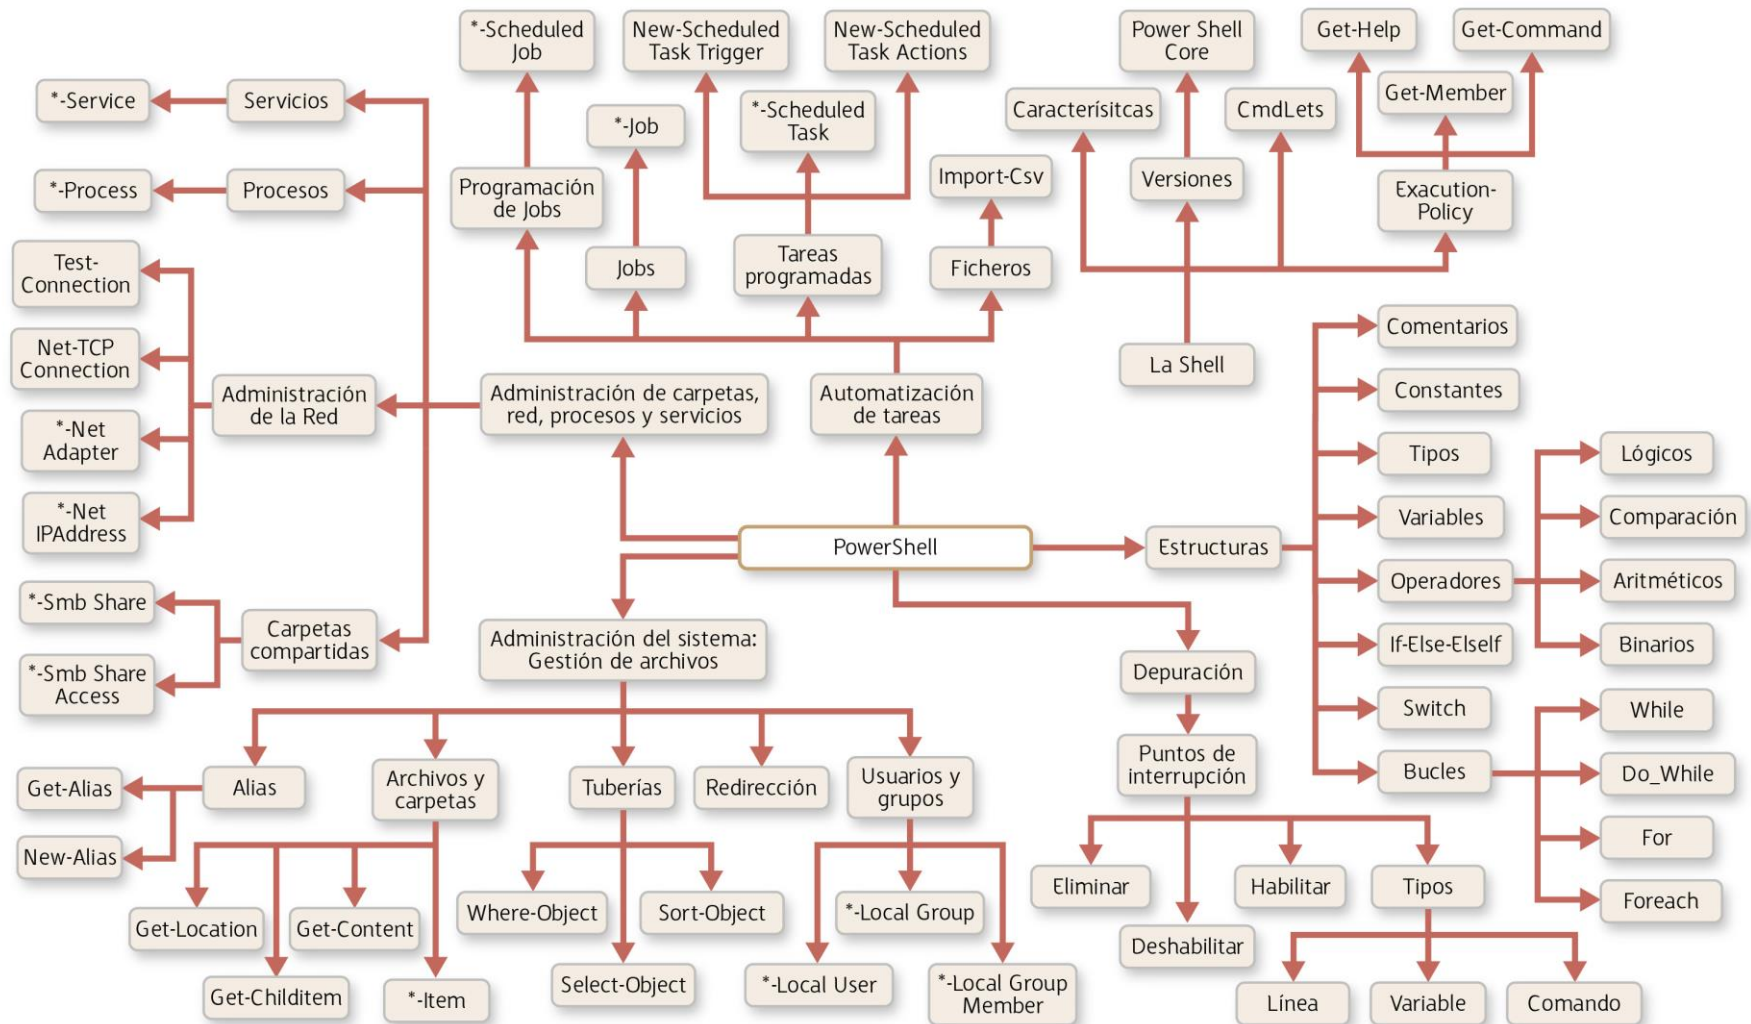 *-Scheduled
Job
New-Scheduled
Task Trigger
New-Scheduled
Task Actions
Power Shell
Core
Get-Help
Get-Command
*-Service
Servicios
*-Job
*-Scheduled
Task
Caracterísitcas
CmdLets
Get-Member
*-Process
Procesos
Programación
de Jobs
Import-Csv
Versiones
Exacution-
Policy
Test-
Connection
Jobs
Tareas
programadas
Ficheros
Net-TCP
Connection
La Shell
Comentarios
Administración
de la Red
Administración de carpetas,
red, procesos y servicios
Automatización
de tareas
Constantes
*-Net
Adapter
Tipos
Lógicos
*-Net
IPAddress
PowerShell
Estructuras
Variables
Comparación
Operadores
Aritméticos
*-Smb Share
Carpetas
compartidas
Administración del sistema:
Gestión de archivos
Depuración
If-Else-ElseIf
Binarios
*-Smb Share
Access
Switch
While
Get-Alias
Alias
Archivos y
carpetas
Tuberías
Redirección
Usuarios y
grupos
Puntos de
interrupción
Bucles
Do_While
New-Alias
For
Get-Location
Get-Content
Where-Object
Sort-Object
*-Local Group
Eliminar
Habilitar
Tipos
Foreach
Get-Childitem
*-Item
Select-Object
*-Local User
*-Local Group
Member
Deshabilitar
Línea
Variable
Comando